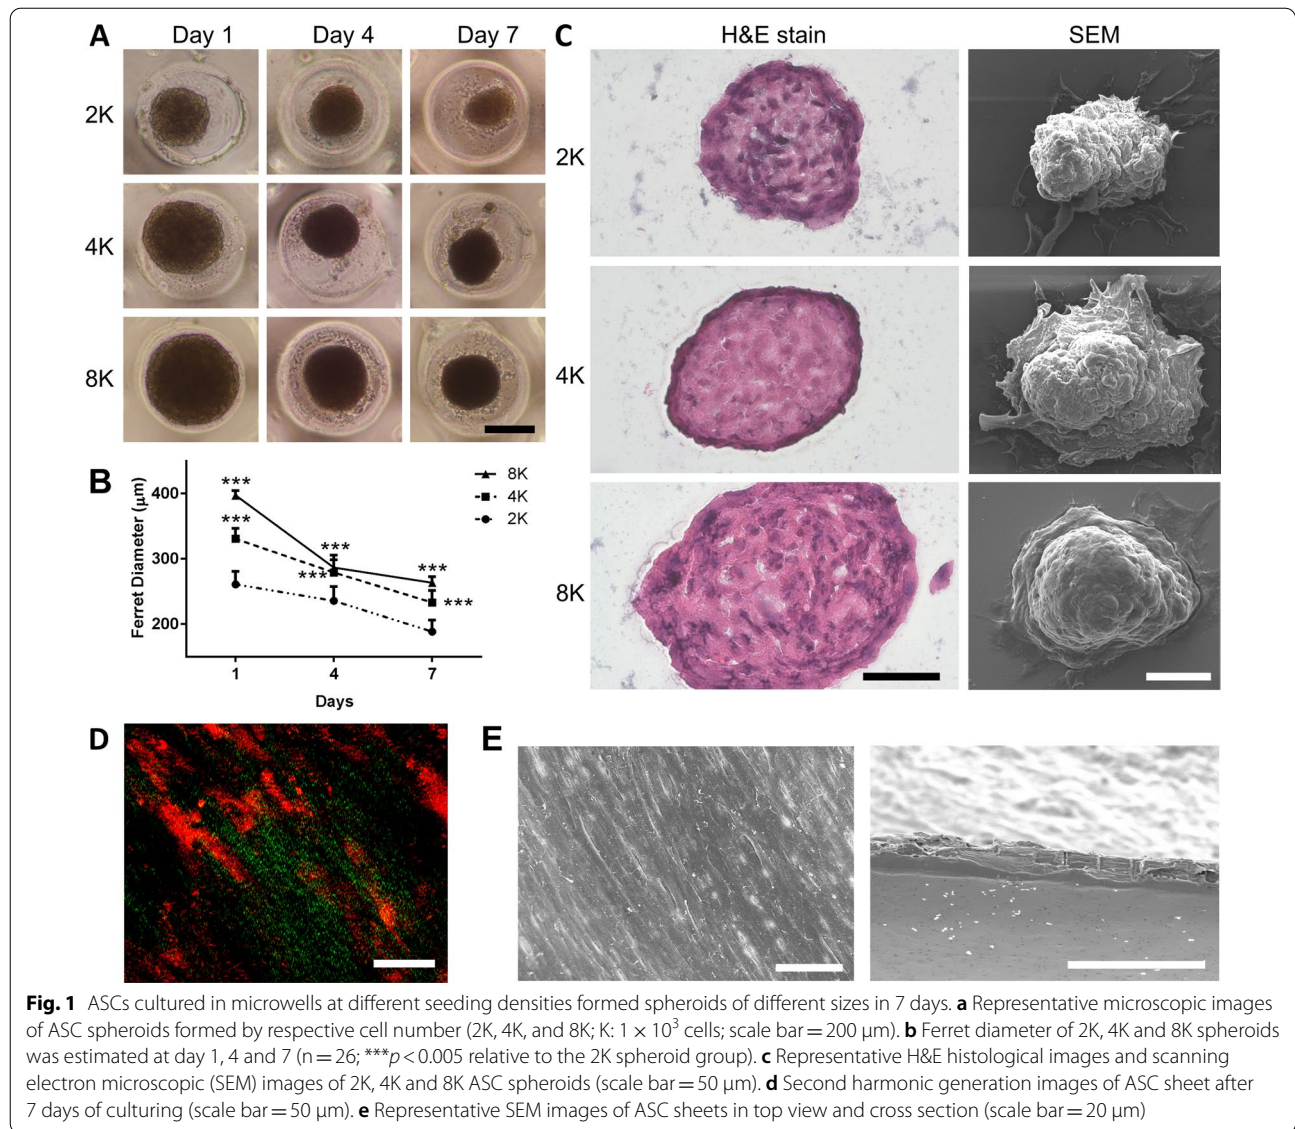 A
Day 1
Day 4
Day 7
2K
4K
8K
B
Ferret Diameter (µm)
400
300
200
***
***
***
***
***
***
8K
4K
2K
1
4
7
Days
C
H&E stain
SEM
2K
4K
8K
D
E
Fig. 1 ASCs cultured in microwells at different seeding densities formed spheroids of different sizes in 7 days. a Representative microscopic images
of ASC spheroids formed by respective cell number (2K, 4K, and 8K; K: 1 × 10³ cells; scale bar = 200 µm). b Ferret diameter of 2K, 4K and 8K spheroids
was estimated at day 1, 4 and 7 (n = 26; ***p < 0.005 relative to the 2K spheroid group). c Representative H&E histological images and scanning
electron microscopic (SEM) images of 2K, 4K and 8K ASC spheroids (scale bar = 50 µm). d Second harmonic generation images of ASC sheet after
7 days of culturing (scale bar = 50 µm). e Representative SEM images of ASC sheets in top view and cross section (scale bar = 20 µm)